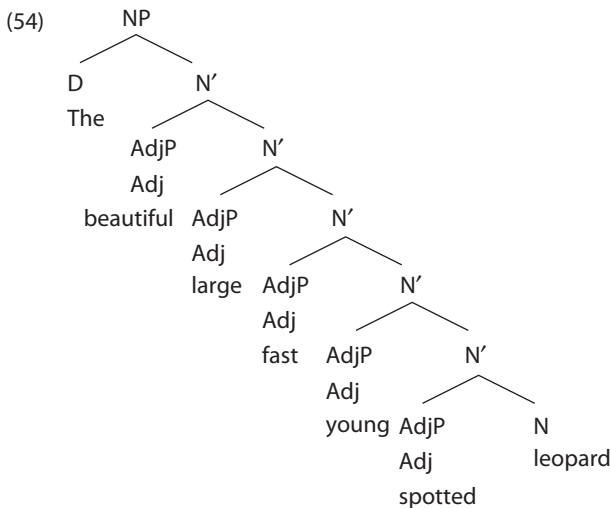 (54) NP
D N′
The
AdjP N′
Adj
beautiful AdjP N′
Adj
large AdjP N′
Adj
fast AdjP N′
Adj
young AdjP N
Adj leopard
spotted